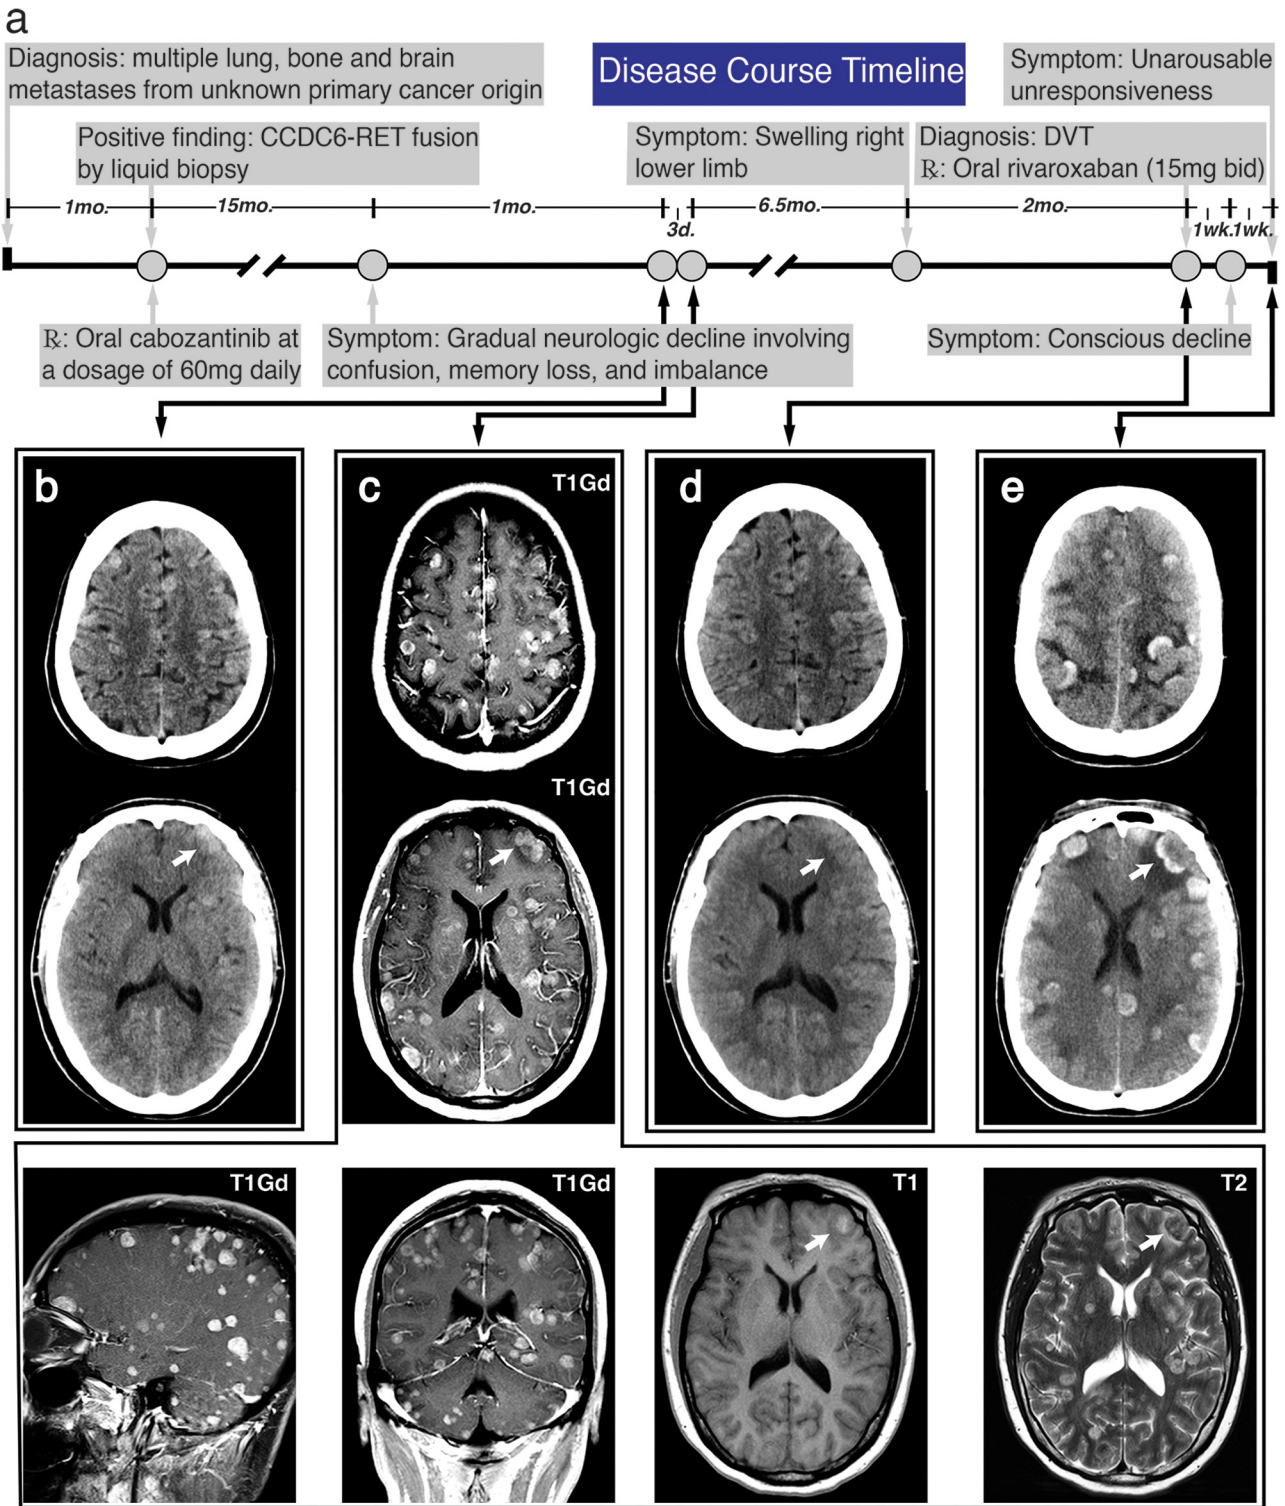 a
Diagnosis: multiple lung, bone and brain
metastases from unknown primary cancer origin
Disease Course Timeline
Symptom: Unarousable
unresponsiveness
Positive finding: CCDC6-RET fusion
by liquid biopsy
Symptom: Swelling right
lower limb
Diagnosis: DVT
℞: Oral rivaroxaban (15mg bid)
1mo.
15mo.
1mo.
3d.
6.5mo.
2mo.
1wk.
1wk.
℞: Oral cabozantinib at
a dosage of 60mg daily
Symptom: Gradual neurologic decline involving
confusion, memory loss, and imbalance
Symptom: Conscious decline
b
c
T1Gd
d
e
T1Gd
T1Gd
T1Gd
T1
T2